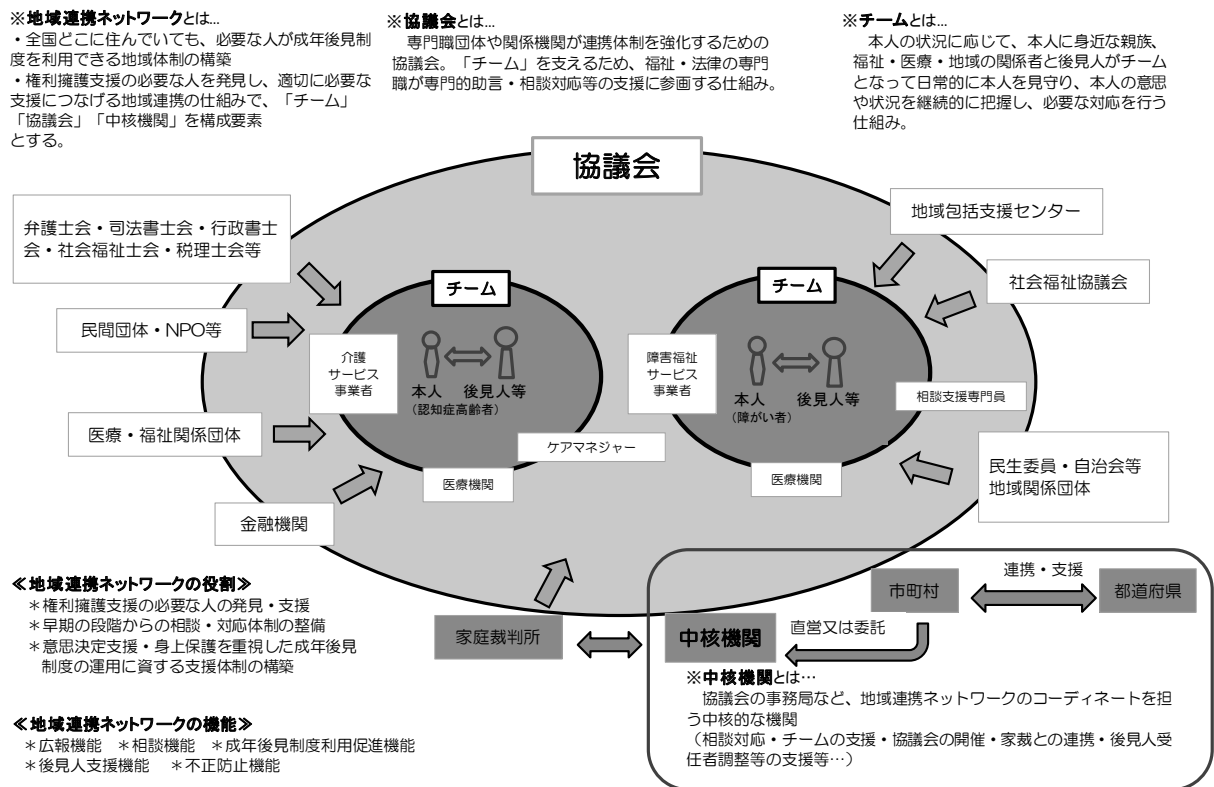 ※地域連携ネットワークとは…
・全国どこに住んでいても、必要な人が成年後見制
度を利用できる地域体制の構築
・権利擁護支援の必要な人を発見し、適切に必要な
支援につなげる地域連携の仕組みで、「チーム」
「協議会」「中核機関」を構成要素
とする。
※協議会とは…
専門職団体や関係機関が連携体制を強化するための
協議会。「チーム」を支えるため、福祉・法律の専門
職が専門的助言・相談対応等の支援に参画する仕組み。
※チームとは…
本人の状況に応じて、本人に身近な親族、
福祉・医療・地域の関係者と後見人がチーム
となって日常的に本人を見守り、本人の意思
や状況を継続的に把握し、必要な対応を行う
仕組み。
協議会
弁護士会・司法書士会・行政書士
会・社会福祉士会・税理士会等
民間団体・NPO等
医療・福祉関係団体
金融機関
チーム
介護
サービス
事業者
本人 後見人等
(認知症高齢者)
ケアマネジャー
医療機関
チーム
障害福祉
サービス
事業者
本人 後見人等
(障がい者)
相談支援専門員
医療機関
地域包括支援センター
社会福祉協議会
民生委員・自治会等
地域関係団体
≪地域連携ネットワークの役割≫
＊権利擁護支援の必要な人の発見・支援
＊早期の段階からの相談・対応体制の整備
＊意思決定支援・身上保護を重視した成年後見
制度の運用に資する支援体制の構築
≪地域連携ネットワークの機能≫
＊広報機能 ＊相談機能 ＊成年後見制度利用促進機能
＊後見人支援機能 ＊不正防止機能
家庭裁判所
中核機関
直営又は委託
市町村
連携・支援
都道府県
※中核機関とは…
協議会の事務局など、地域連携ネットワークのコーディネートを担
う中核的な機関
（相談対応・チームの支援・協議会の開催・家裁との連携・後見人受
任者調整等の支援等…）